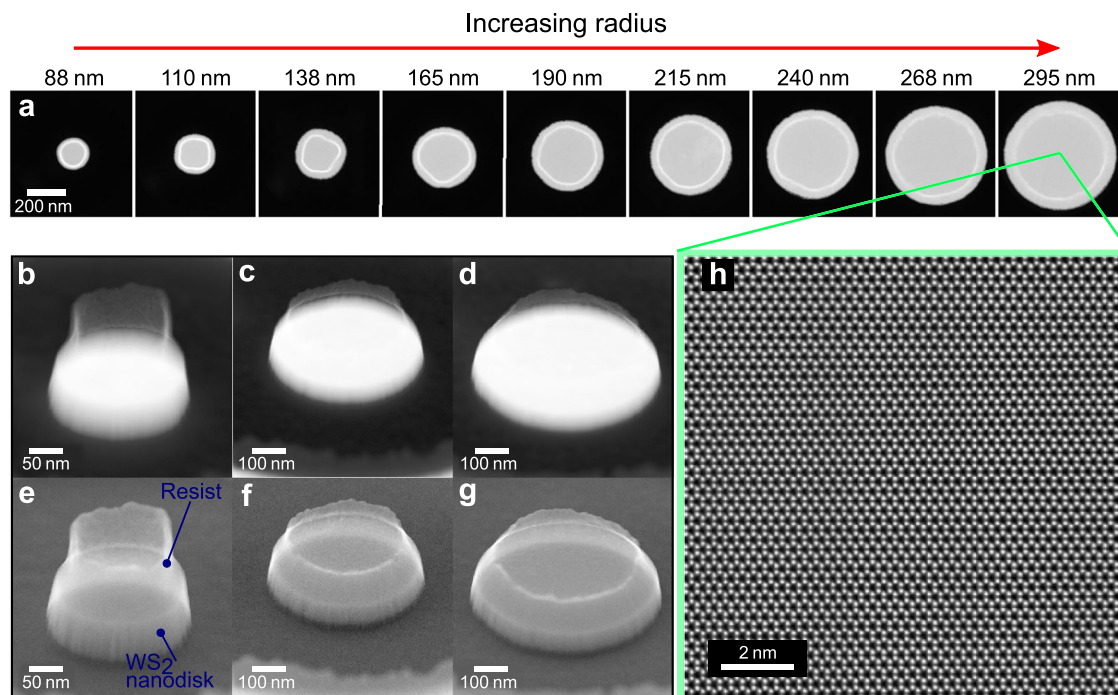 Increasing radius
88 nm 110 nm 138 nm 165 nm 190 nm 215 nm 240 nm 268 nm 295 nm
a
200 nm
b c d
50 nm 100 nm 100 nm
e f g
Resist
WS2
nanodisk
50 nm 100 nm 100 nm
h
2 nm